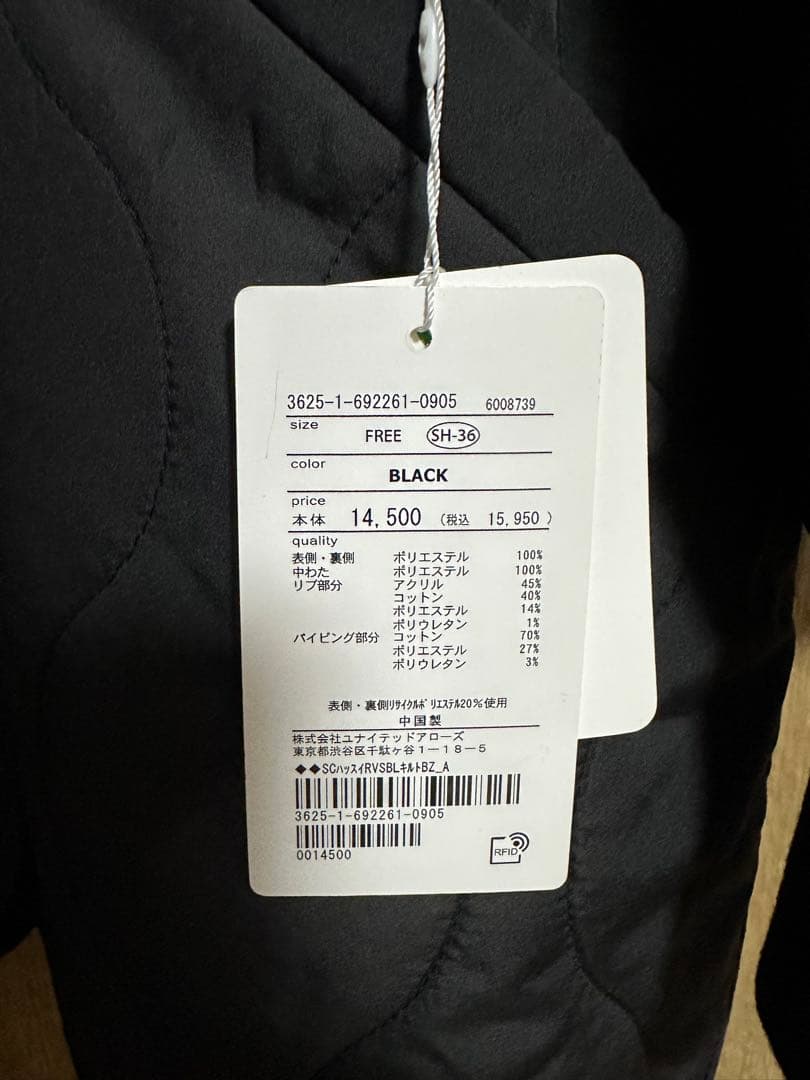 3625-1-692261-0905 6008739
size
FREE SH-36
color
BLACK
price
本体 14,500 (税込 15,950 )
quality
表側・裏側 ポリエステル 100%
中わた ポリエステル 100%
リブ部分 アクリル 45%
コットン 40%
ポリエステル 14%
ポリウレタン 1%
パイピング部分 コットン 70%
ポリエステル 27%
ポリウレタン 3%
表側・裏側ﾘｻｲｸﾙﾎﾟﾘｴｽﾃﾙ20%使用
中国製
株式会社ユナイテッドアローズ
東京都渋谷区千駄ヶ谷1-18-5
◆◆SCﾊｯｽｲRVSBLｷﾙﾄBZ_A
3625-1-692261-0905
0014500
RFID